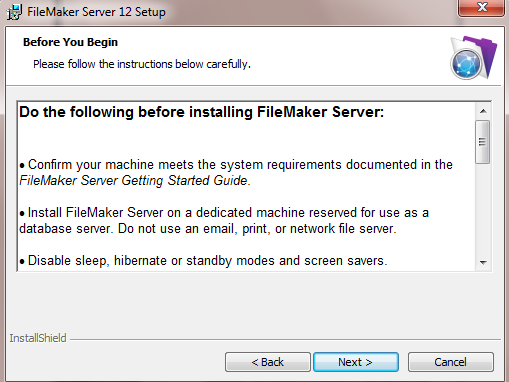 FileMaker Server 12 Setup
Before You Begin
Please follow the instructions below carefully.
Do the following before installing FileMaker Server:
• Confirm your machine meets the system requirements documented in the
FileMaker Server Getting Started Guide.
• Install FileMaker Server on a dedicated machine reserved for use as a
database server. Do not use an email, print, or network file server.
• Disable sleep, hibernate or standby modes and screen savers.
InstallShield
< Back
Next >
Cancel